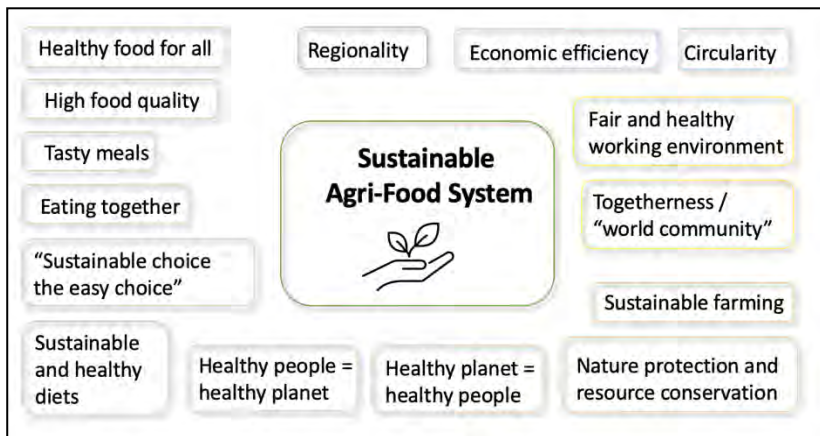 Healthy food for all
Regionality
Economic efficiency
Circularity
High food quality
Tasty meals
Eating together
“Sustainable choice
the easy choice”
Sustainable
and healthy
diets
Sustainable
Agri-Food System
Fair and healthy
working environment
Togetherness /
“world community”
Sustainable farming
Healthy people =
healthy planet
Healthy planet =
healthy people
Nature protection and
resource conservation